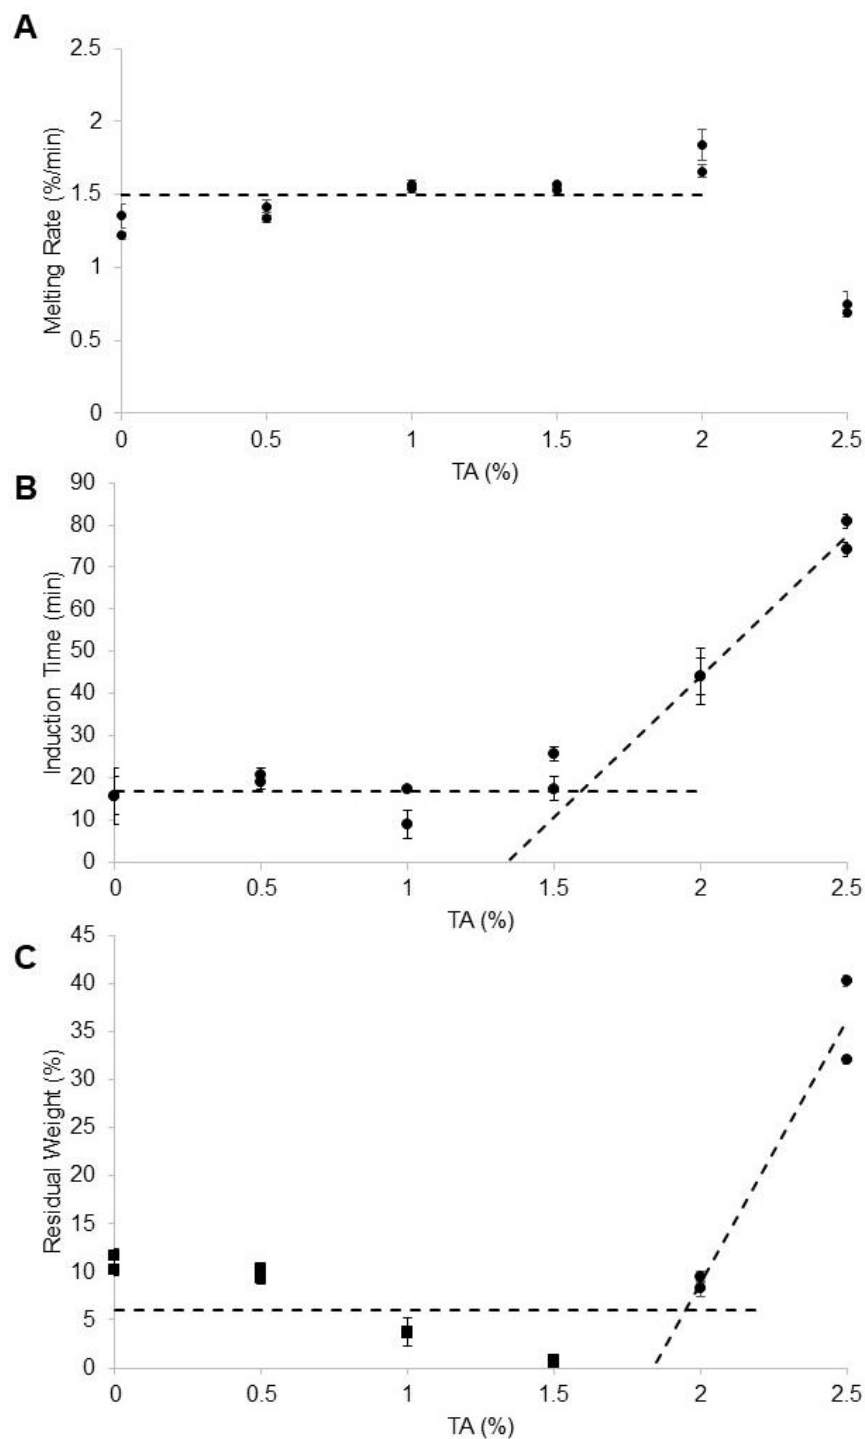 A
2.5
2
1.5
1
0.5
0
Melting Rate (%/min)
0 0.5 1 1.5 2 2.5
TA (%)
B
90
80
70
60
50
40
30
20
10
0
Induction Time (min)
0 0.5 1 1.5 2 2.5
TA (%)
C
45
40
35
30
25
20
15
10
5
0
Residual Weight (%)
0 0.5 1 1.5 2 2.5
TA (%)